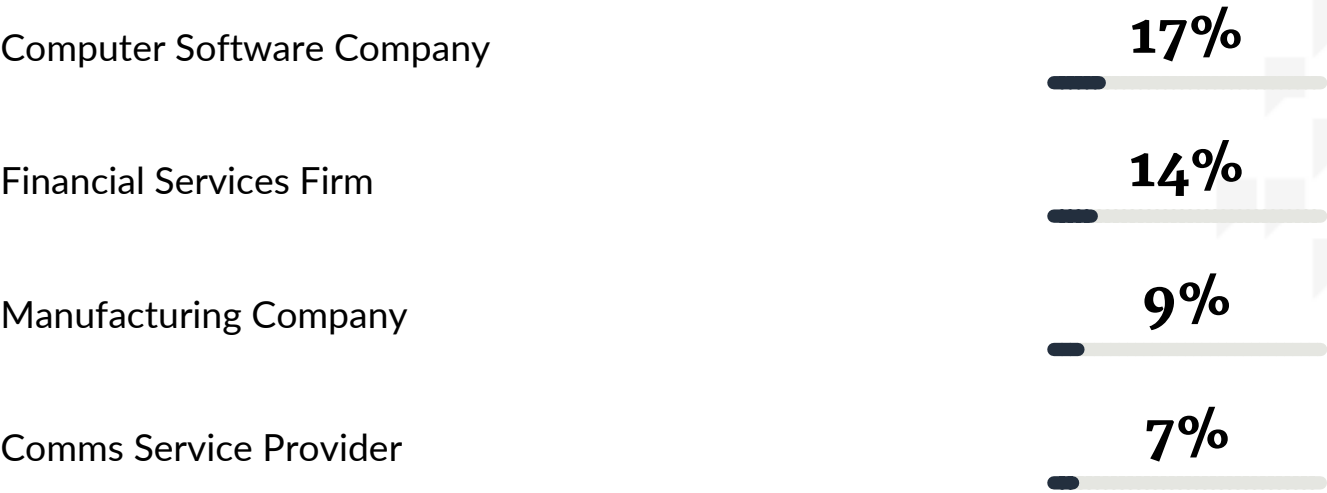 Computer Software Company 17%
Financial Services Firm 14%
Manufacturing Company 9%
Comms Service Provider 7%